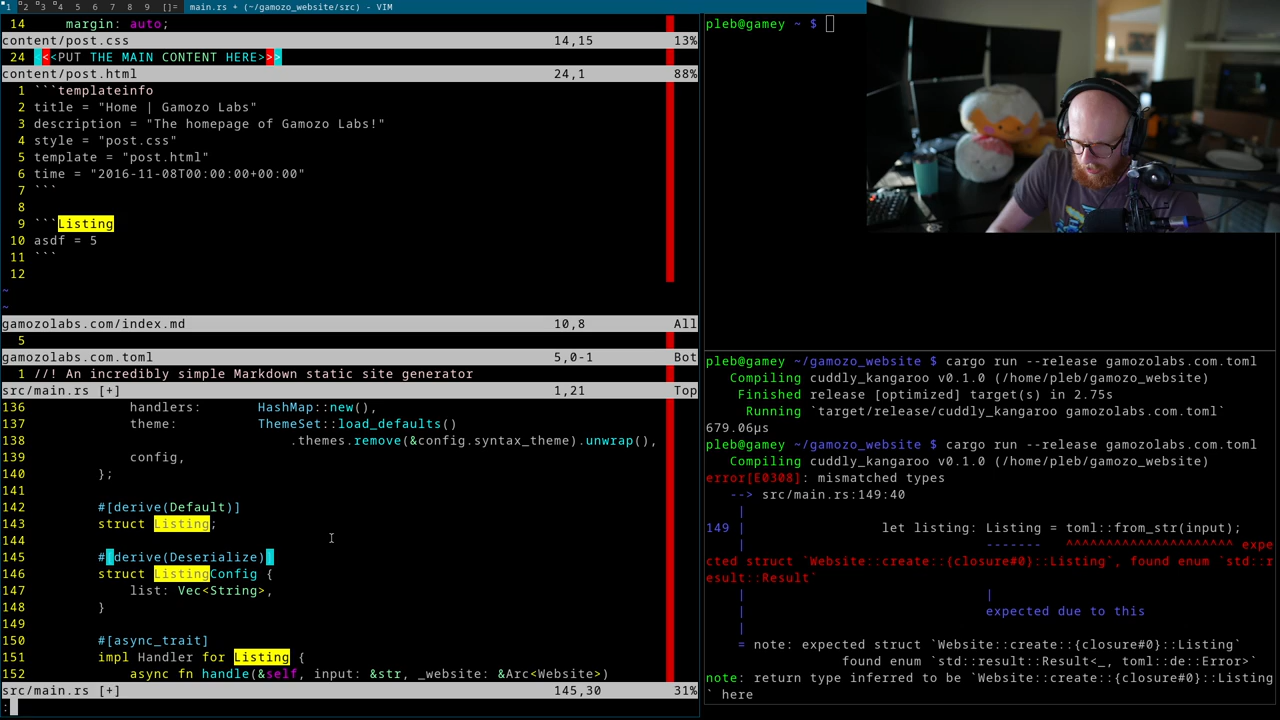 1 2 3 4 5 6 7 8 9 []= main.rs + (~/gamozo_website/src) - VIM
14     margin: auto;
content/post.css 14,15 13%
24 <<<PUT THE MAIN CONTENT HERE>>>
content/post.html 24,1 88%
1 ```templateinfo
2 title = "Home | Gamozo Labs"
3 description = "The homepage of Gamozo Labs!"
4 style = "post.css"
5 template = "post.html"
6 time = "2016-11-08T00:00:00+00:00"
7 ```
8
9 ```Listing
10 asdf = 5
11 ```
12
~
~
gamozolabs.com/index.md 10,8 All
5
gamozolabs.com.toml 5,0-1 Bot
1 //! An incredibly simple Markdown static site generator
src/main.rs [+] 1,21 Top
136             handlers:       HashMap::new(),
137             theme:          ThemeSet::load_defaults()
138                                 .themes.remove(&config.syntax_theme).unwrap(),
139             config,
140         };
141
142         #[derive(Default)]
143         struct Listing;
144
145         #[derive(Deserialize)]
146         struct ListingConfig {
147             list: Vec<String>,
148         }
149
150         #[async_trait]
151         impl Handler for Listing {
152             async fn handle(&self, input: &str, _website: &Arc<Website>)
src/main.rs [+] 145,30 31%
:
pleb@gamey ~ $
pleb@gamey ~/gamozo_website $ cargo run --release gamozolabs.com.toml
   Compiling cuddly_kangaroo v0.1.0 (/home/pleb/gamozo_website)
    Finished release [optimized] target(s) in 2.75s
     Running `target/release/cuddly_kangaroo gamozolabs.com.toml`
679.06µs
pleb@gamey ~/gamozo_website $ cargo run --release gamozolabs.com.toml
   Compiling cuddly_kangaroo v0.1.0 (/home/pleb/gamozo_website)
error[E0308]: mismatched types
   --> src/main.rs:149:40
    |
149 |                 let listing: Listing = toml::from_str(input);
    |                              -------   ^^^^^^^^^^^^^^^^^^^^^ expe
cted struct `Website::create::{closure#0}::Listing`, found enum `std::r
esult::Result`
    |                              |
    |                              expected due to this
    |
    = note: expected struct `Website::create::{closure#0}::Listing`
                 found enum `std::result::Result<_, toml::de::Error>`
note: return type inferred to be `Website::create::{closure#0}::Listing
` here